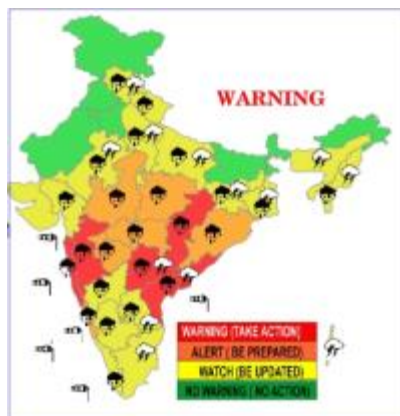 WARNING
WARNING (TAKE ACTION)
ALERT ( BE PREPARED)
WATCH (BE UPDATED)
NO WARNING ( NO ACTION)